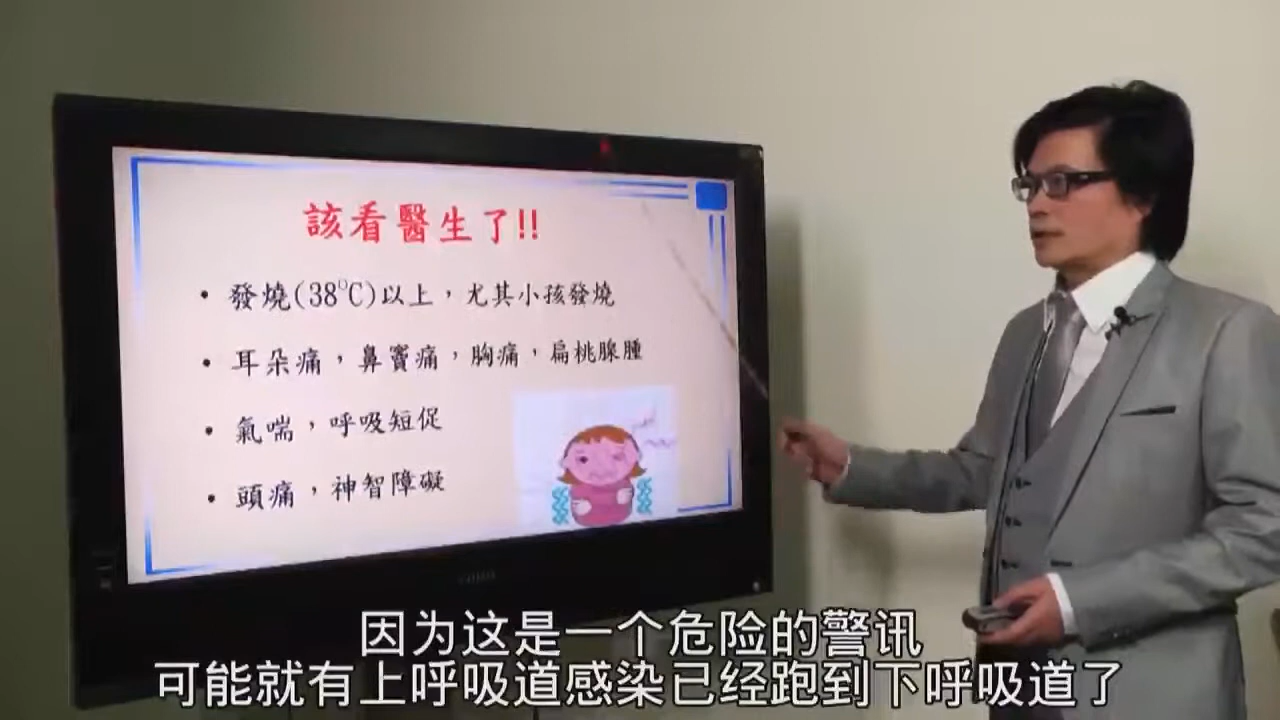 該看醫生了!!
• 發燒(38°C)以上，尤其小孩發燒
• 耳朵痛，鼻竇痛，胸痛，扁桃腺腫
• 氣喘，呼吸短促
• 頭痛，神智障礙
因为这是一个危险的警讯
可能就有上呼吸道感染已经跑到下呼吸道了